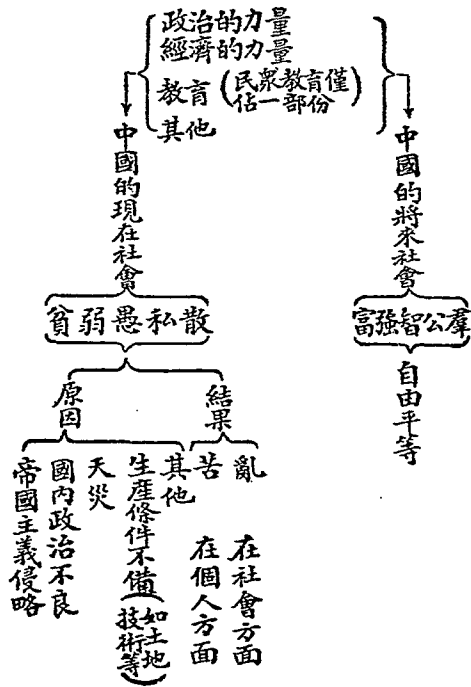 政治的力量
經濟的力量
教育(民衆教育僅佔一部份)
其他
中國的現在社會
中國的將來社會
貧弱愚私散
富強智公羣
自由平等
原因
結果
帝國主義侵略
國內政治不良
天災
生產條件不備(如土地技術等)
其他
苦 在個人方面
亂 在社會方面